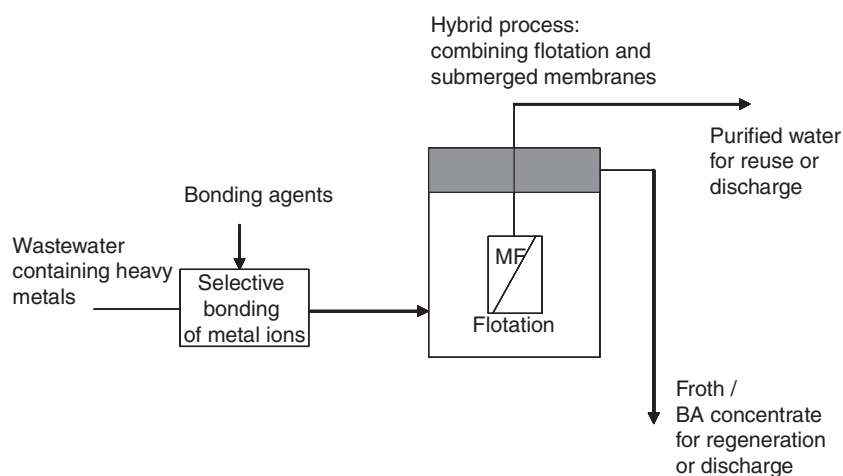 Hybrid process:
combining flotation and
submerged membranes
Purified water
for reuse or
discharge
Bonding agents
Wastewater
containing heavy
metals
Selective
bonding
of metal ions
MF
Flotation
Froth /
BA concentrate
for regeneration
or discharge